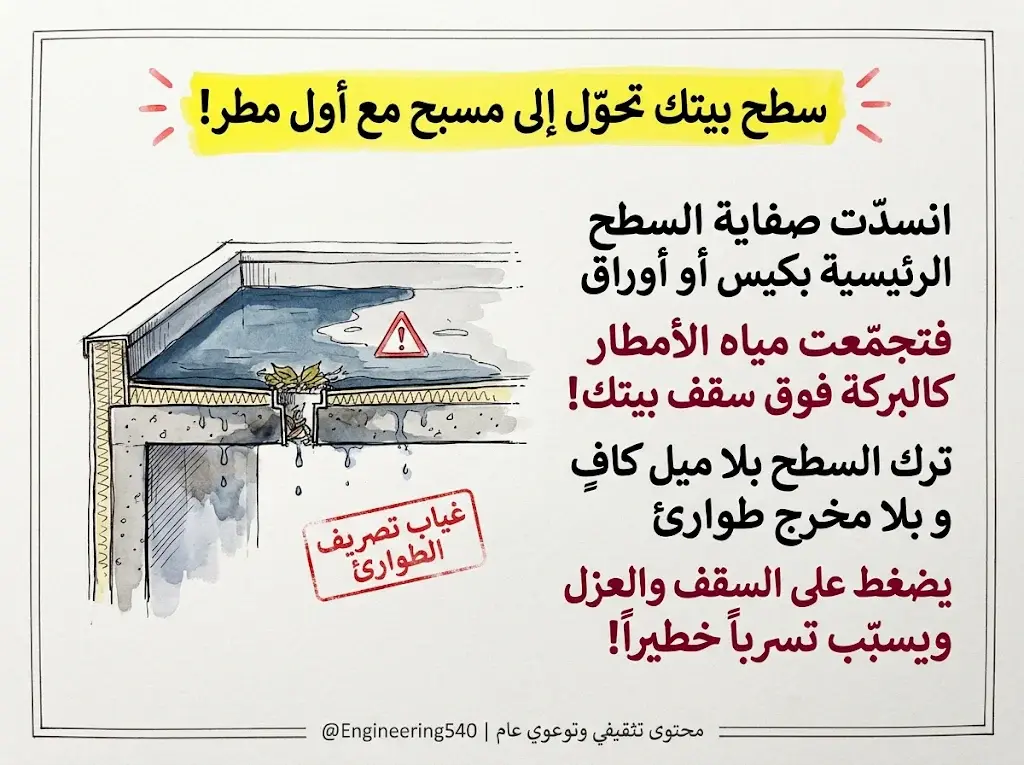 سطح بيتك تحوّل إلى مسبح مع أول مطر!
انسدّت صفاية السطح
الرئيسية بكيس أو أوراق
فتجمّعت مياه الأمطار
كالبركة فوق سقف بيتك!
ترك السطح بلا ميل كافٍ
و بلا مخرج طوارئ
يضغط على السقف والعزل
ويسبّب تسرباً خطيراً!
غياب تصريف
الطوارئ
محتوى تثقيفي وتوعوي عام | @Engineering540